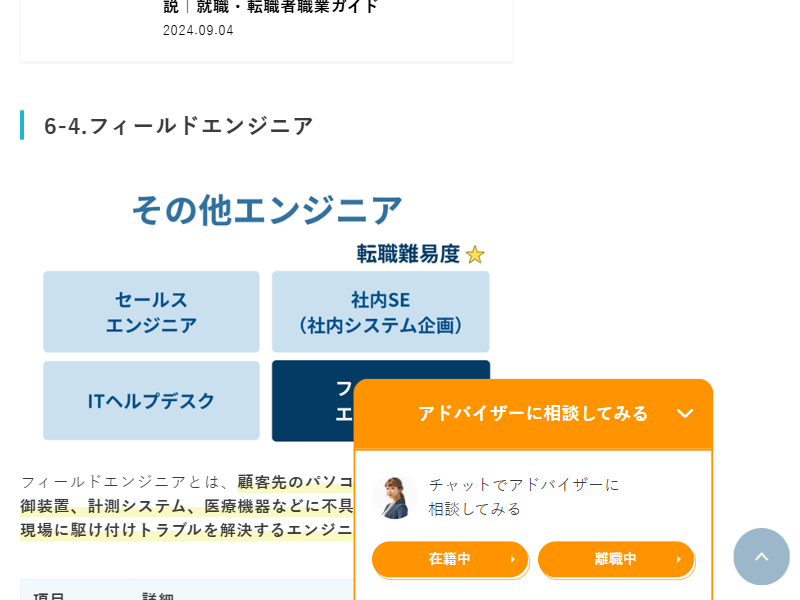 説｜就職・転職者職業ガイド
2024.09.04
6-4.フィールドエンジニア
その他エンジニア
転職難易度
セールス
エンジニア
社内SE
（社内システム企画）
ITヘルプデスク
フ
エ
アドバイザーに相談してみる
チャットでアドバイザーに
相談してみる
在籍中
離職中
フィールドエンジニアとは、顧客先のパソコ
御装置、計測システム、医療機器などに不具
現場に駆け付けトラブルを解決するエンジニ
項目 詳細